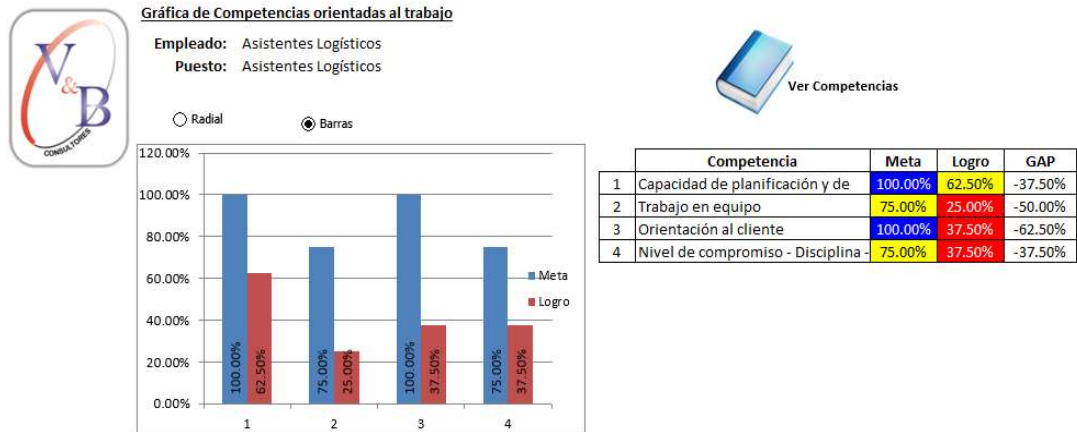 Gráfica de Competencias orientadas al trabajo
Empleado: Asistentes Logísticos
Puesto: Asistentes Logísticos
V&B
CONSULTORES
Ver Competencias
Radial Barras
120.00%
100.00%
80.00%
60.00%
40.00%
20.00%
0.00%
100.00% 62.50% 75.00% 25.00% 100.00% 37.50% 75.00% 37.50%
1 2 3 4
Meta
Logro
Competencia Meta Logro GAP
1 Capacidad de planificación y de 100.00% 62.50% -37.50%
2 Trabajo en equipo 75.00% 25.00% -50.00%
3 Orientación al cliente 100.00% 37.50% -62.50%
4 Nivel de compromiso - Disciplina - 75.00% 37.50% -37.50%